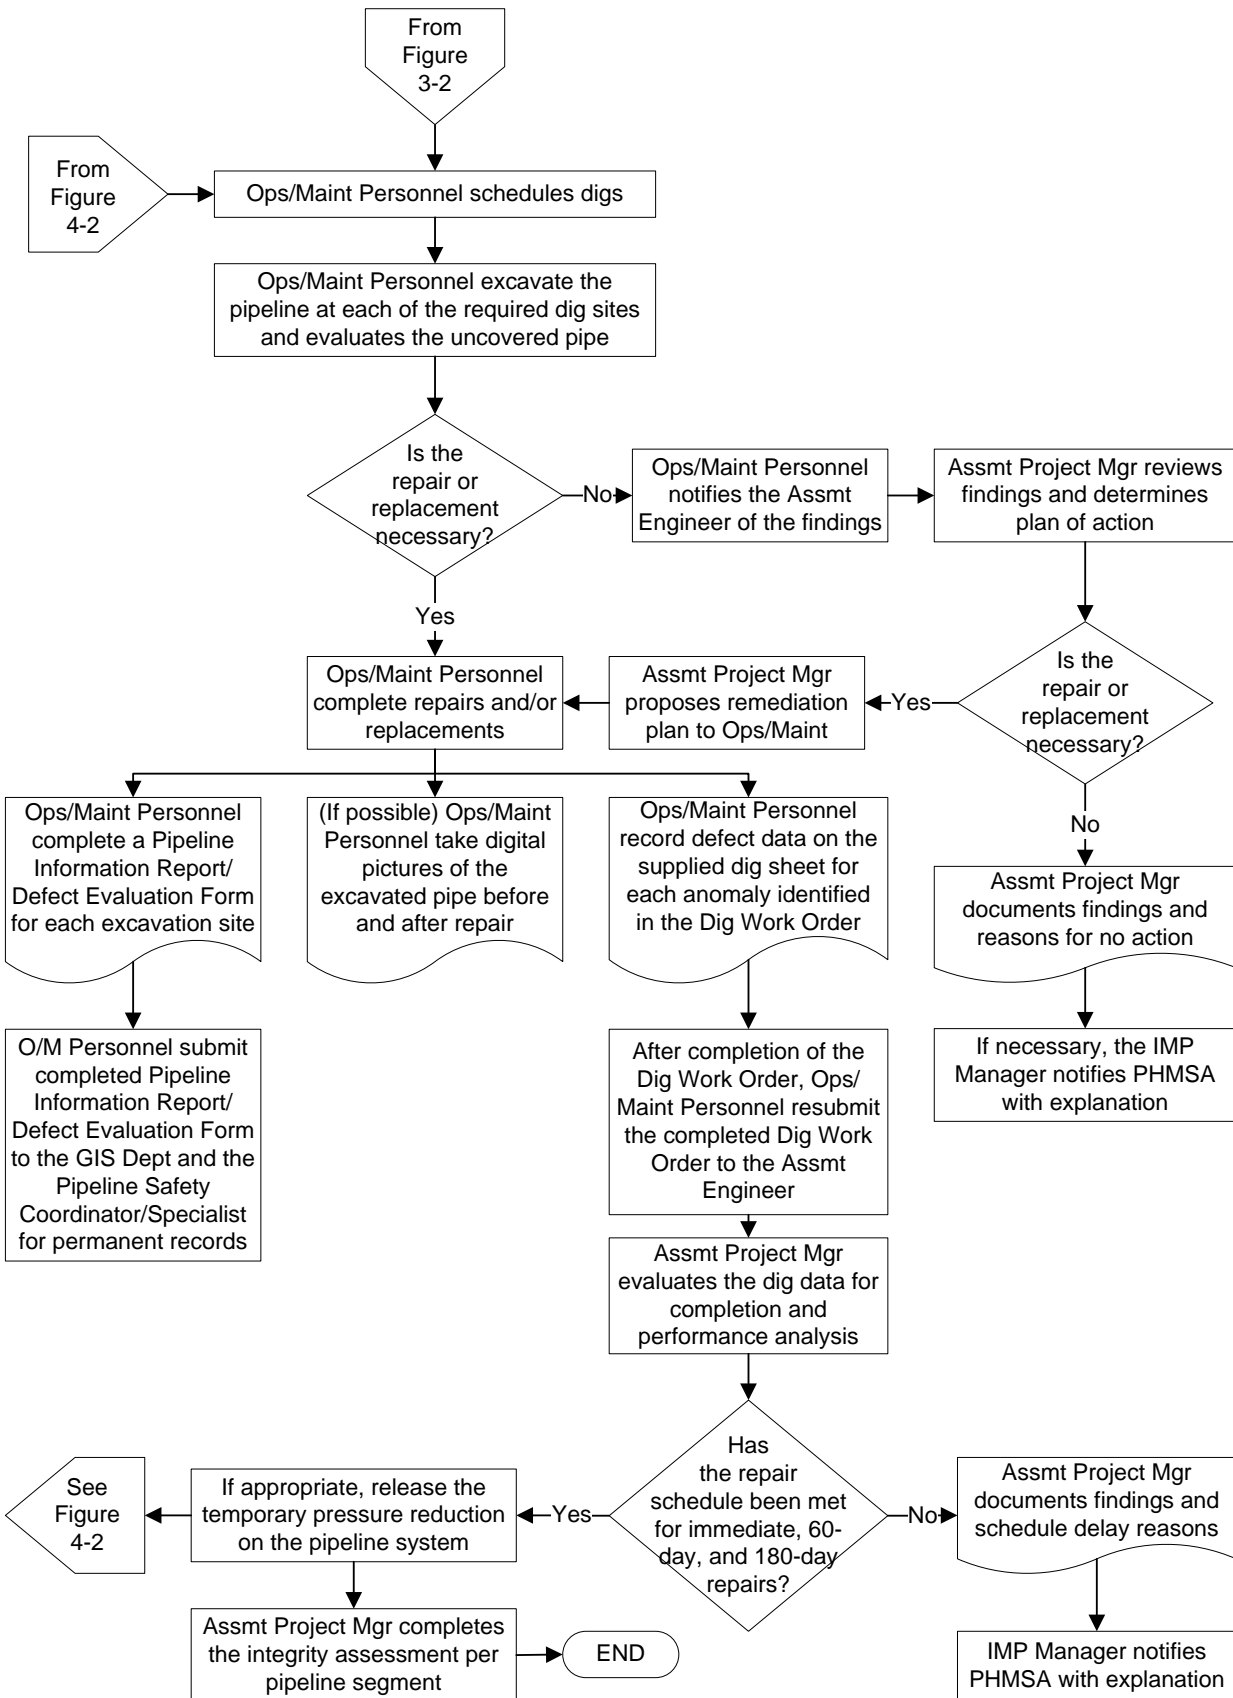 From
Figure
3-2
From
Figure
4-2
Ops/Maint Personnel schedules digs
Ops/Maint Personnel excavate the
pipeline at each of the required dig sites
and evaluates the uncovered pipe
Is the
repair or
replacement
necessary?
No
Ops/Maint Personnel
notifies the Assmt
Engineer of the findings
Assmt Project Mgr reviews
findings and determines
plan of action
Yes
Is the
repair or
replacement
necessary?
Yes
Assmt Project Mgr
proposes remediation
plan to Ops/Maint
Ops/Maint Personnel
complete repairs and/or
replacements
No
Ops/Maint Personnel
complete a Pipeline
Information Report/
Defect Evaluation Form
for each excavation site
(If possible) Ops/Maint
Personnel take digital
pictures of the
excavated pipe before
and after repair
Ops/Maint Personnel
record defect data on the
supplied dig sheet for
each anomaly identified
in the Dig Work Order
Assmt Project Mgr
documents findings and
reasons for no action
O/M Personnel submit
completed Pipeline
Information Report/
Defect Evaluation Form
to the GIS Dept and the
Pipeline Safety
Coordinator/Specialist
for permanent records
After completion of the
Dig Work Order, Ops/
Maint Personnel resubmit
the completed Dig Work
Order to the Assmt
Engineer
If necessary, the IMP
Manager notifies PHMSA
with explanation
Assmt Project Mgr
evaluates the dig data for
completion and
performance analysis
Has
the repair
schedule been met
for immediate, 60-
day, and 180-day
repairs?
Yes
If appropriate, release the
temporary pressure reduction
on the pipeline system
See
Figure
4-2
No
Assmt Project Mgr
documents findings and
schedule delay reasons
Assmt Project Mgr completes
the integrity assessment per
pipeline segment
END
IMP Manager notifies
PHMSA with explanation